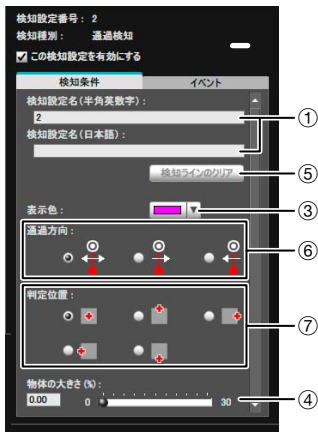 検知設定番号: 2
検知種別: 通過検知
この検知設定を有効にする
検知条件 イベント
検知設定名(半角英数字):
2 ①
検知設定名(日本語):
検知ラインのクリア ⑤
表示色: ③
通過方向: ⑥
判定位置: ⑦
物体の大きさ(%):
0.00 0 30 ④